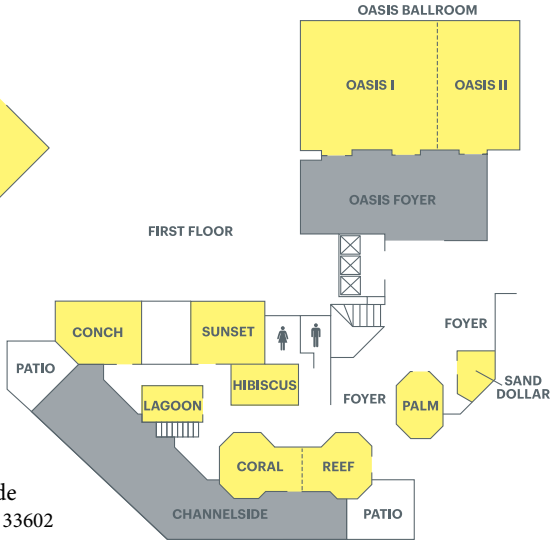 OASIS BALLROOM
OASIS I
OASIS II
OASIS FOYER
FIRST FLOOR
CONCH
SUNSET
FOYER
PATIO
HIBISCUS
SAND
DOLLAR
LAGOON
FOYER
PALM
CORAL
REEF
de
33602
CHANNELSIDE
PATIO